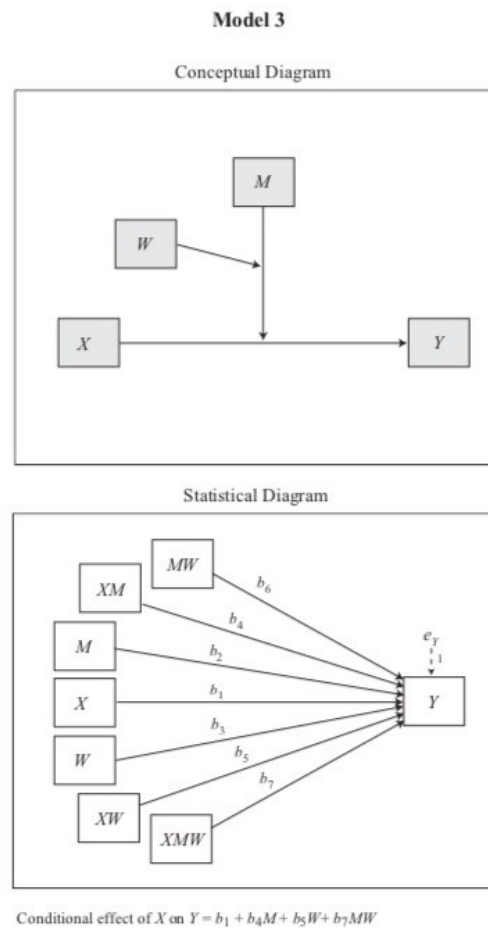 Model 3
Conceptual Diagram
M
W
X
Y
Statistical Diagram
MW
XM
b6
b4
eY
M
b2
1
X
b1
Y
b3
W
b5
XW
b7
XMW
Conditional effect of X on Y = b1 + b4M + b5W+ b7MW